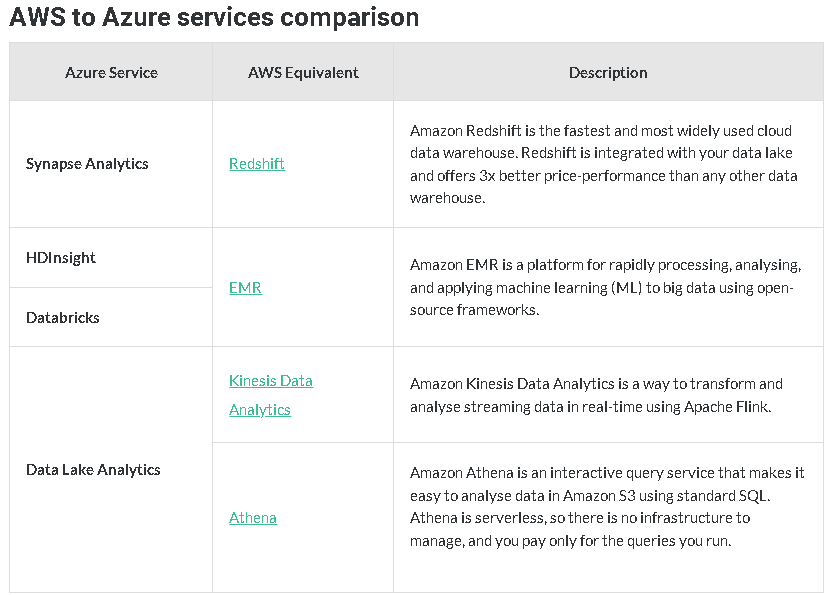 AWS to Azure services comparison
Azure Service
AWS Equivalent
Description
Synapse Analytics
Redshift
Amazon Redshift is the fastest and most widely used cloud
data warehouse. Redshift is integrated with your data lake
and offers 3x better price-performance than any other data
warehouse.
HDInsight
Databricks
EMR
Amazon EMR is a platform for rapidly processing, analysing,
and applying machine learning (ML) to big data using open-
source frameworks.
Data Lake Analytics
Kinesis Data
Analytics
Amazon Kinesis Data Analytics is a way to transform and
analyse streaming data in real-time using Apache Flink.
Athena
Amazon Athena is an interactive query service that makes it
easy to analyse data in Amazon S3 using standard SQL.
Athena is serverless, so there is no infrastructure to
manage, and you pay only for the queries you run.